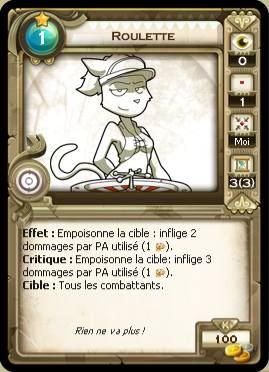 1
ROULETTE
0
1
Moi
3(3)
Effet : Empoisonne la cible : inflige 2
dommages par PA utilisé (1 ).
Critique : Empoisonne la cible: inflige 3
dommages par PA utilisé (1 ).
Cible : Tous les combattants.
Rien ne va plus !
K
100